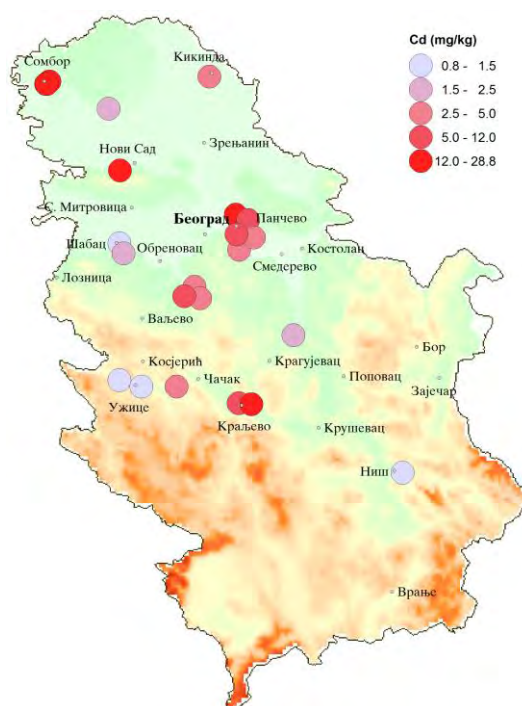 Cd (mg/kg)
0.8 - 1.5
1.5 - 2.5
2.5 - 5.0
5.0 - 12.0
12.0 - 28.8
Сомбор
Кикинда
Нови Сад
Зрењанин
С. Митровица
Београд
Панчево
Шабац
Обреновац
Костолац
Смедерево
Лозница
Ваљево
Бор
Косјерић
Крагујевац
Чачак
Поповац
Зајечар
Ужице
Краљево
Крушевац
Ниш
Врање